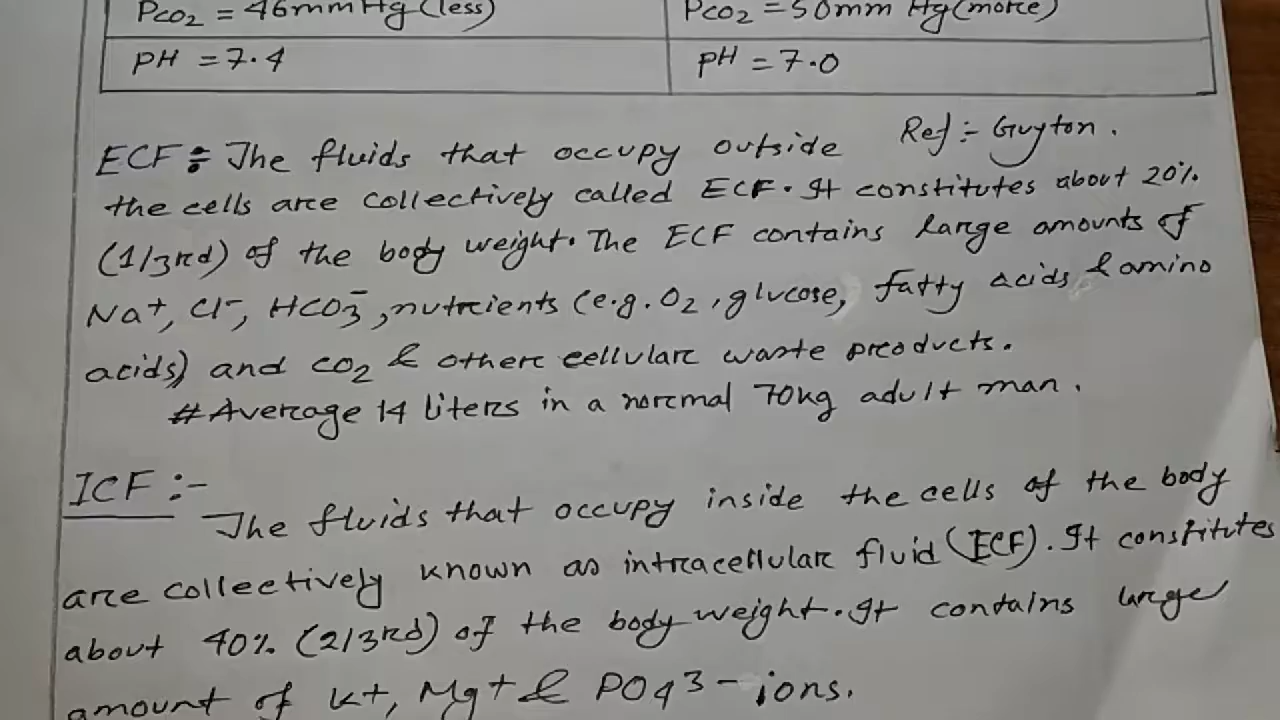 Pco2 = 46mmHg (less)
Pco2 = 50mm Hg (more)
PH = 7.4
PH = 7.0
ECF÷ The fluids that occupy outside Ref :- Guyton.
the cells are collectively called ECF. It constitutes about 20%
(1/3rd) of the body weight. The ECF contains large amounts of
Na+, Cl-, HCO3-, nutrients (e.g. O2, glucose, fatty acids & amino
acids) and CO2 & other cellular waste products.
#Average 14 liters in a normal 70kg adult man.
ICF :-
The fluids that occupy inside the cells of the body
are collectively known as intracellular fluid (ICF). It constitutes
about 40% (2/3rd) of the body weight. It contains large
amount of K+, Mg+ & PO43- ions.